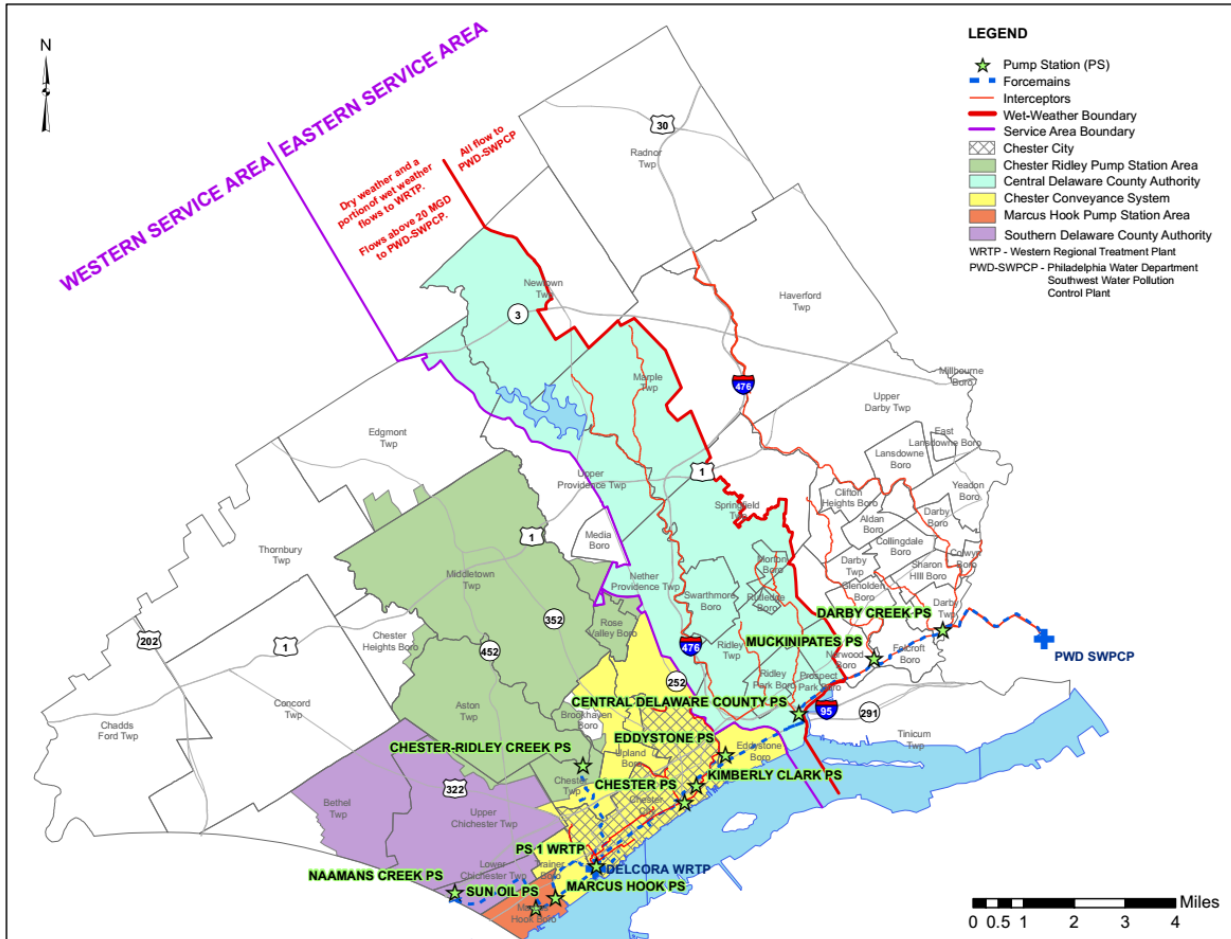 N
WESTERN SERVICE AREA
EASTERN SERVICE AREA
Dry weather and a
portionof wet weather
flows to WRTP.
Flows above 20 MGD
to PWD-SWPCP.
All flow to
PWD-SWPCP
LEGEND
Pump Station (PS)
Forcemains
Interceptors
Wet-Weather Boundary
Service Area Boundary
Chester City
Chester Ridley Pump Station Area
Central Delaware County Authority
Chester Conveyance System
Marcus Hook Pump Station Area
Southern Delaware County Authority
WRTP - Western Regional Treatment Plant
PWD-SWPCP - Philadelphia Water Department
Southwest Water Pollution
Control Plant
30
Radnor
Twp
Newtown
Twp
3
Haverford
Twp
Marple
Twp
476
Millbourne
Boro
Upper
Darby Twp
East
Lansdowne Boro
Lansdowne
Boro
Edgmont
Twp
Upper
Providence Twp
1
Springfield
Twp
Clifton
Heights Boro
Yeadon
Boro
Aldan
Boro
Darby
Boro
Collingdale
Boro
Colwyn
Boro
Sharon
Hill Boro
Darby
Twp
Glenolden
Boro
Media
Boro
1
Thornbury
Twp
Middletown
Twp
Nether
Providence Twp
Morton
Boro
Swarthmore
Boro
Rutledge
Boro
DARBY CREEK PS
Darby
Twp
352
Rose
Valley Boro
MUCKINIPATES PS
202
1
Chester
Heights Boro
452
476
Ridley
Twp
Norwood
Boro
Folcroft
Boro
PWD SWPCP
252
Ridley
Park Boro
Prospect
Park Boro
Chadds
Ford Twp
Concord
Twp
Aston
Twp
Brookhaven
Boro
CENTRAL DELAWARE COUNTY PS
95
291
Tinicum
Twp
EDDYSTONE PS
Eddystone
Boro
CHESTER-RIDLEY CREEK PS
Upland
Boro
KIMBERLY CLARK PS
322
Chester
Twp
CHESTER PS
Bethel
Twp
Upper
Chichester Twp
Chester
PS 1 WRTP
Trainer
Boro
DELCORA WRTP
Lower
Chichester Twp
NAAMANS CREEK PS
SUN OIL PS
MARCUS HOOK PS
Marcus
Hook Boro
0 0.5 1 2 3 4
Miles